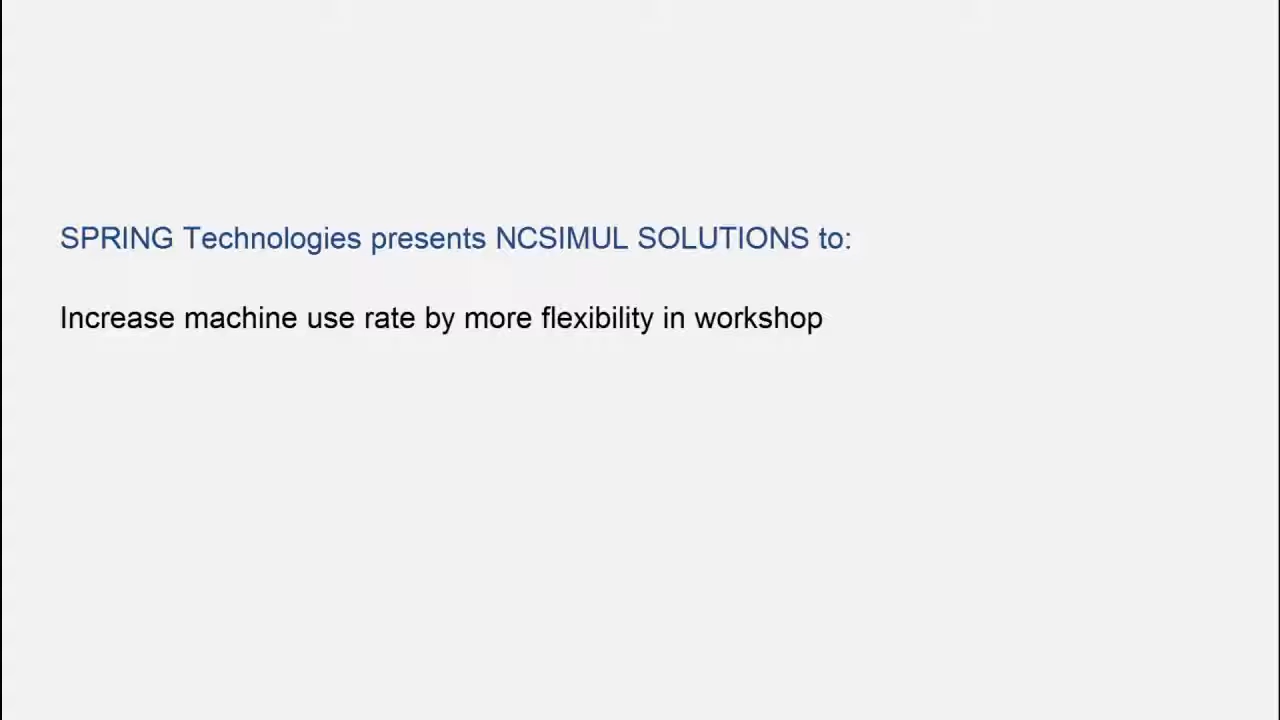 SPRING Technologies presents NCSIMUL SOLUTIONS to:
Increase machine use rate by more flexibility in workshop